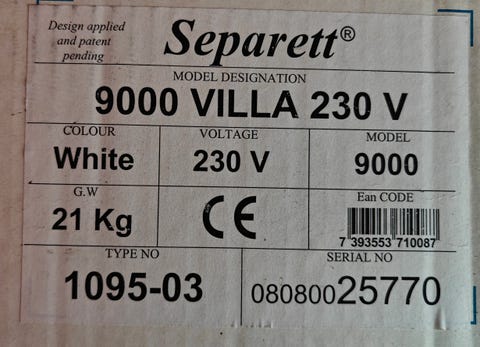 Design applied
and patent
pending
Separett®
MODEL DESIGNATION
9000 VILLA 230 V
COLOUR
White
VOLTAGE
230 V
MODEL
9000
G.W
21 Kg
CE
Ean CODE
7 393553 710087
TYPE NO
1095-03
SERIAL NO
08080025770